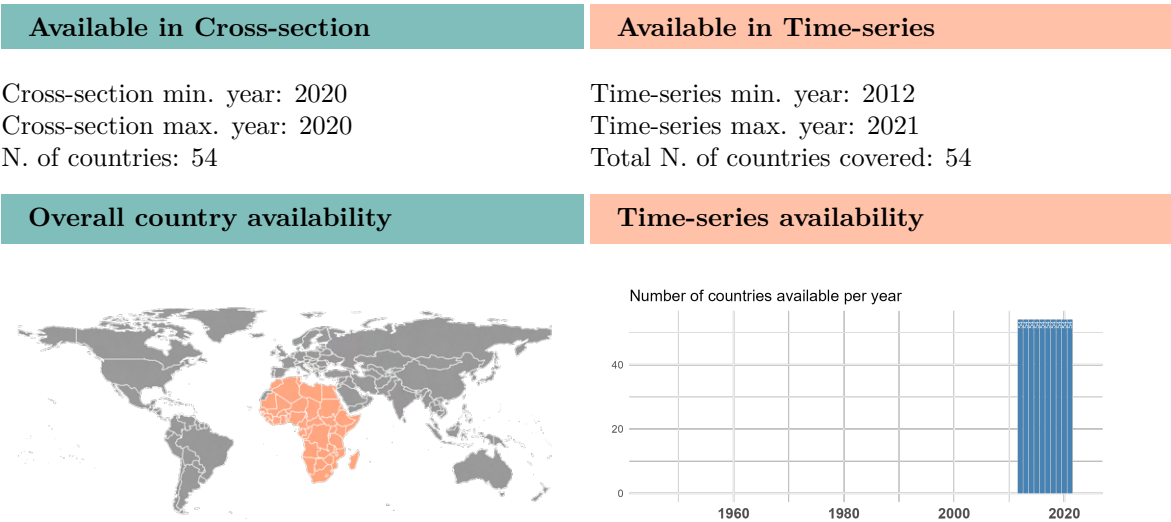 Available in Cross-section
Available in Time-series
Cross-section min. year: 2020
Cross-section max. year: 2020
N. of countries: 54
Time-series min. year: 2012
Time-series max. year: 2021
Total N. of countries covered: 54
Overall country availability
Time-series availability
Number of countries available per year
40
20
0
1960 1980 2000 2020